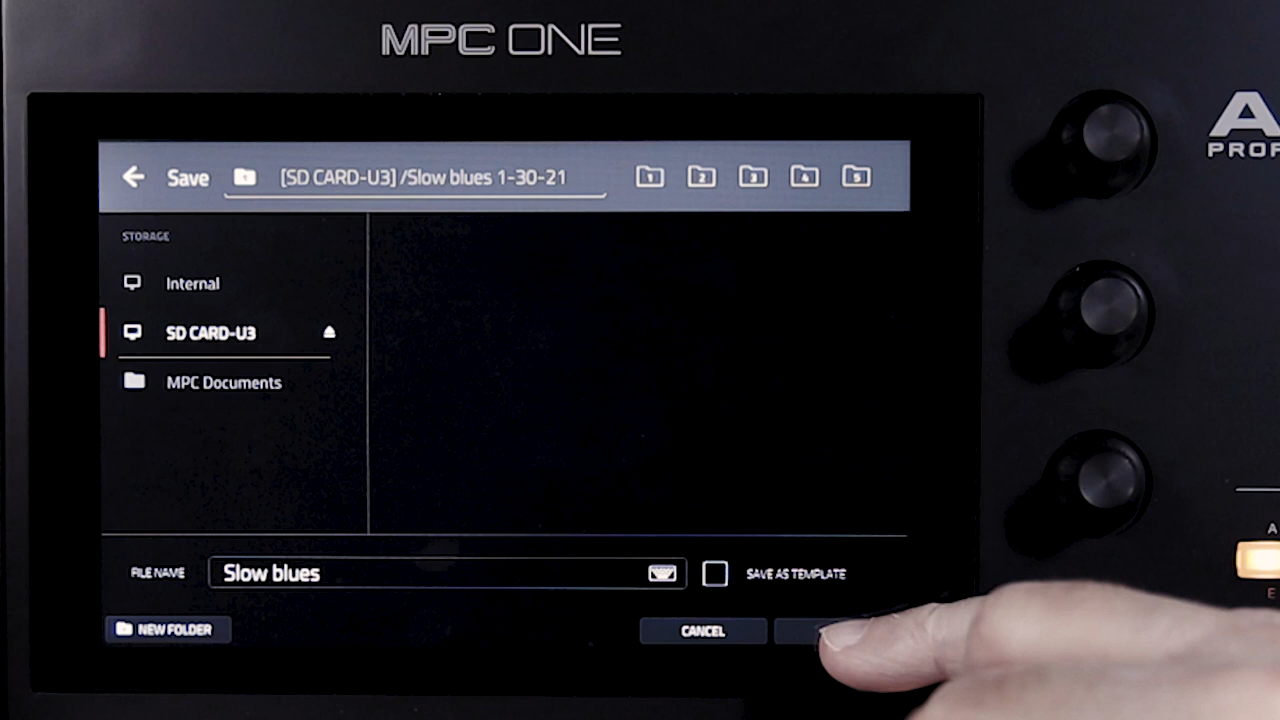 MPC ONE
Save [SD CARD-U3] /Slow blues 1-30-21 1 2 3 4 5
STORAGE
Internal
SD CARD-U3
MPC Documents
FILE NAME Slow blues SAVE AS TEMPLATE
NEW FOLDER CANCEL
A
PROF
A
E